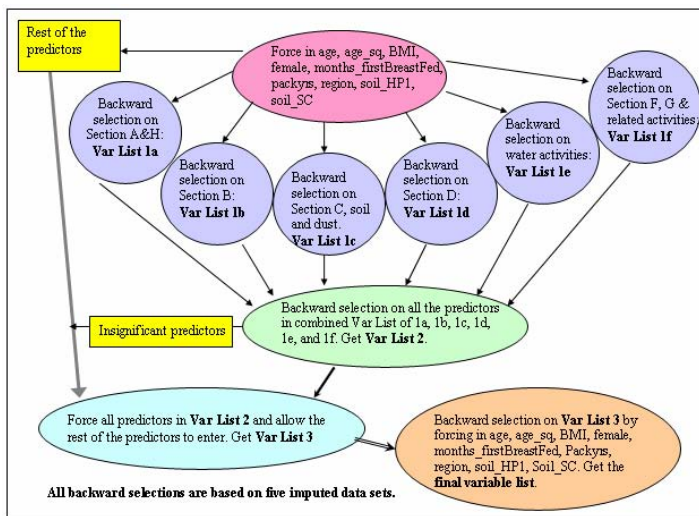 Rest of the
predictors
Force in age, age_sq, BMI,
female, months_firstBreastFed,
packyrs, region, soil_HP1,
soil_SC
Backward
selection on
Section A&H:
Var List 1a
Backward
selection on
Section B:
Var List 1b
Backward
selection on
Section C, soil
and dust.
Var List 1c
Backward
selection on
Section D:
Var List 1d
Backward
selection on
water activities:
Var List 1e
Backward
selection on
Section F, G &
related activities:
Var List 1f
Backward selection on all the predictors
in combined Var List of 1a, 1b, 1c, 1d,
1e, and 1f. Get Var List 2.
Insignificant predictors
Force all predictors in Var List 2 and allow the
rest of the predictors to enter. Get Var List 3
Backward selection on Var List 3 by
forcing in age, age_sq, BMI, female,
months_firstBreastFed, Packyrs,
region, soil_HP1, Soil_SC. Get the
final variable list.
All backward selections are based on five imputed data sets.